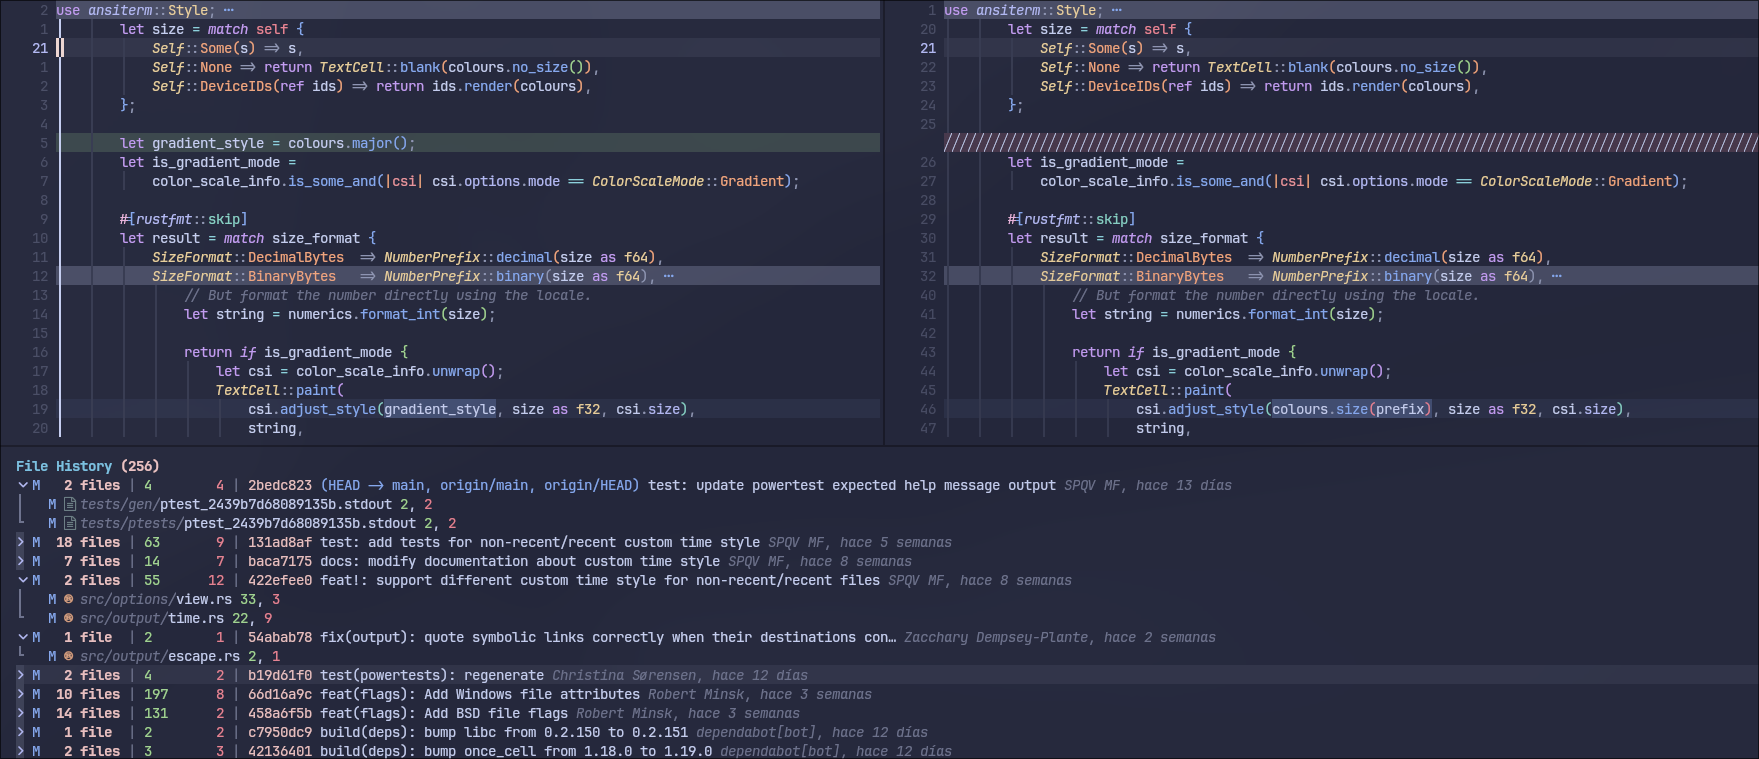 2 use ansiterm::Style; ⋯
1         let size = match self {
21            Self::Some(s) => s,
1             Self::None => return TextCell::blank(colours.no_size()),
2             Self::DeviceIDs(ref ids) => return ids.render(colours),
3         };
4
5         let gradient_style = colours.major();
6         let is_gradient_mode =
7             color_scale_info.is_some_and(|csi| csi.options.mode == ColorScaleMode::Gradient);
8
9         #[rustfmt::skip]
10        let result = match size_format {
11            SizeFormat::DecimalBytes  => NumberPrefix::decimal(size as f64),
12            SizeFormat::BinaryBytes   => NumberPrefix::binary(size as f64), ⋯
13                // But format the number directly using the locale.
14                let string = numerics.format_int(size);
15
16                return if is_gradient_mode {
17                    let csi = color_scale_info.unwrap();
18                    TextCell::paint(
19                        csi.adjust_style(gradient_style, size as f32, csi.size),
20                        string,
1 use ansiterm::Style; ⋯
20        let size = match self {
21            Self::Some(s) => s,
22            Self::None => return TextCell::blank(colours.no_size()),
23            Self::DeviceIDs(ref ids) => return ids.render(colours),
24        };
25
26        let is_gradient_mode =
27            color_scale_info.is_some_and(|csi| csi.options.mode == ColorScaleMode::Gradient);
28
29        #[rustfmt::skip]
30        let result = match size_format {
31            SizeFormat::DecimalBytes  => NumberPrefix::decimal(size as f64),
32            SizeFormat::BinaryBytes   => NumberPrefix::binary(size as f64), ⋯
40                // But format the number directly using the locale.
41                let string = numerics.format_int(size);
42
43                return if is_gradient_mode {
44                    let csi = color_scale_info.unwrap();
45                    TextCell::paint(
46                        csi.adjust_style(colours.size(prefix), size as f32, csi.size),
47                        string,
File History (256)
M 2 files | 4 4 | 2bedc823 (HEAD -> main, origin/main, origin/HEAD) test: update powertest expected help message output SPQV MF, hace 13 días
M tests/gen/ptest_2439b7d68089135b.stdout 2, 2
M tests/ptests/ptest_2439b7d68089135b.stdout 2, 2
M 18 files | 63 9 | 131ad8af test: add tests for non-recent/recent custom time style SPQV MF, hace 5 semanas
M 7 files | 14 7 | baca7175 docs: modify documentation about custom time style SPQV MF, hace 8 semanas
M 2 files | 55 12 | 422efee0 feat!: support different custom time style for non-recent/recent files SPQV MF, hace 8 semanas
M src/options/view.rs 33, 3
M src/output/time.rs 22, 9
M 1 file | 2 1 | 54abab78 fix(output): quote symbolic links correctly when their destinations con… Zacchary Dempsey-Plante, hace 2 semanas
M src/output/escape.rs 2, 1
M 2 files | 4 2 | b19d61f0 test(powertests): regenerate Christina Sørensen, hace 12 días
M 10 files | 197 8 | 66d16a9c feat(flags): Add Windows file attributes Robert Minsk, hace 3 semanas
M 14 files | 131 2 | 458a6f5b feat(flags): Add BSD file flags Robert Minsk, hace 3 semanas
M 1 file | 2 2 | c7950dc9 build(deps): bump libc from 0.2.150 to 0.2.151 dependabot[bot], hace 12 días
M 2 files | 3 3 | 42136401 build(deps): bump once_cell from 1.18.0 to 1.19.0 dependabot[bot], hace 12 días